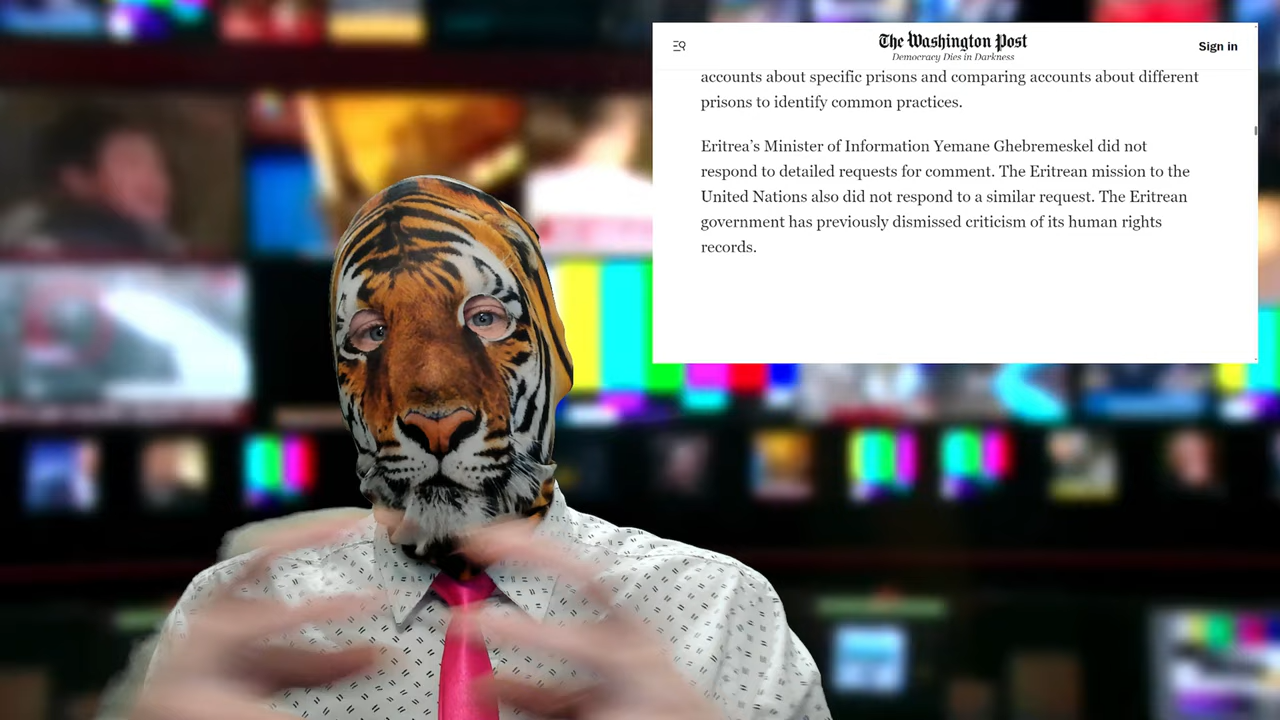 The Washington Post
Democracy Dies in Darkness
Sign in
accounts about specific prisons and comparing accounts about different
prisons to identify common practices.
Eritrea’s Minister of Information Yemane Ghebremeskel did not
respond to detailed requests for comment. The Eritrean mission to the
United Nations also did not respond to a similar request. The Eritrean
government has previously dismissed criticism of its human rights
records.